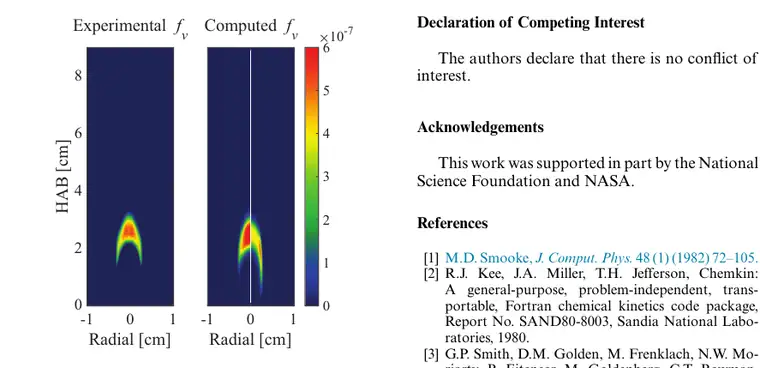 Experimental fv Computed fv
×10-7
8
6
4
2
0
HAB [cm]
-1 0 1
Radial [cm]
-1 0 1
Radial [cm]
6
5
4
3
2
1
0
Declaration of Competing Interest
The authors declare that there is no conflict of
interest.
Acknowledgements
This work was supported in part by the National
Science Foundation and NASA.
References
[1] M.D. Smooke, J. Comput. Phys. 48 (1) (1982) 72–105.
[2] R.J. Kee, J.A. Miller, T.H. Jefferson, Chemkin:
A general-purpose, problem-independent, trans-
portable, Fortran chemical kinetics code package,
Report No. SAND80-8003, Sandia National Labo-
ratories, 1980.
[3] G.P. Smith, D.M. Golden, M. Frenklach, N.W. Mo-